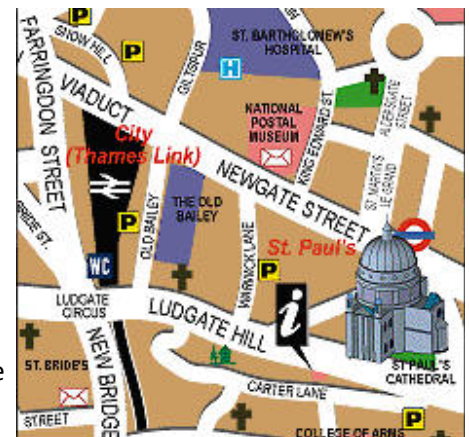 FARRINGDON STREET
SNOW HILL
P
P
GILTSPUR
ST. BARTHOLOMEW'S
HOSPITAL
H
VIADUCT
City
(Thames Link)
NATIONAL
POSTAL
MUSEUM
KING EDWARD ST.
ALDERSGATE
STREET
ST. MARTIN'S
LE GRAND
NEWGATE STREET
BRIDE ST.
P
OLD BAILEY
THE OLD
BAILEY
WARWICK LANE
St. Paul's
P
WC
LUDGATE
CIRCUS
LUDGATE HILL
i
ST. BRIDE'S
NEW BRIDGE
CARTER LANE
ST PAUL'S
CATHEDRAL
STREET
COLLEGE OF ARMS
P
e